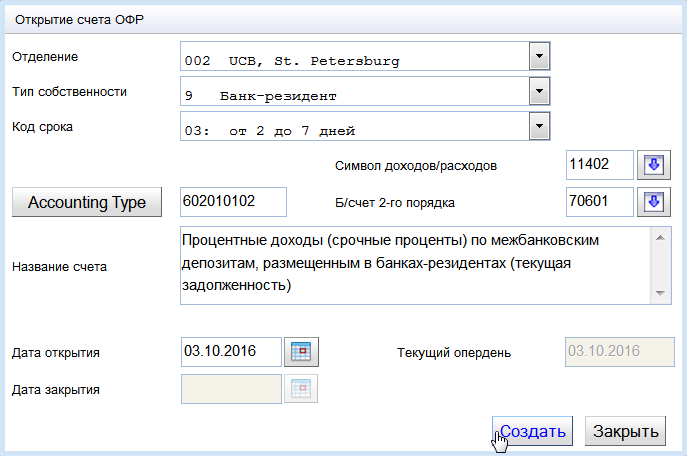 Открытие счета ОФР
Отделение
002 UCB, St. Petersburg
Тип собственности
9 Банк-резидент
Код срока
03: от 2 до 7 дней
Символ доходов/расходов
11402
Accounting Type
602010102
Б/счет 2-го порядка
70601
Название счета
Процентные доходы (срочные проценты) по межбанковским
депозитам, размещенным в банках-резидентах (текущая
задолженность)
Дата открытия
03.10.2016
Текущий опердень
03.10.2016
Дата закрытия
Создать
Закрыть